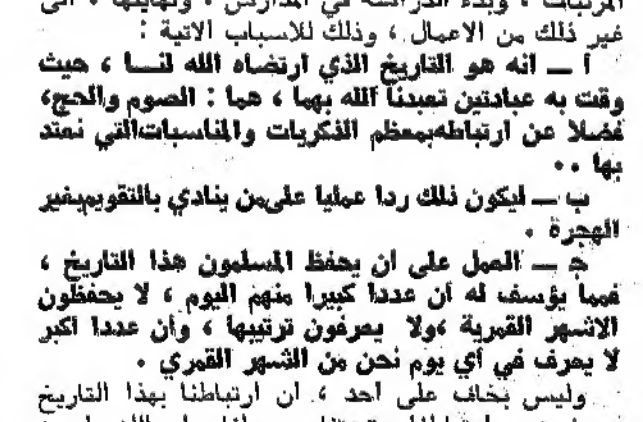 المرتبات ، وبدء الدراسة في المدارس ، ونهايتها ، الى
غير ذلك من الاعمال ، وذلك للاسباب الاتية :
أ — انه هو التاريخ الذي ارتضاه الله لنا ، حيث
وقت به عبادتين تعبدنا الله بهما ، هما : الصوم والحج،
فضلا عن ارتباطه بمعظم الذكريات والمناسبات التي نعتد
بها ..
ب — ليكون ذلك ردا عمليا على من ينادي بالتقويم بغير
الهجرة .
ج — العمل على ان يحفظ المسلمون هذا التاريخ ،
فمما يؤسف له ان عددا كبيرا منهم اليوم ، لا يحفظون
الاشهر القمرية ،ولا يعرفون ترتيبها ، وان عددا اكبر
لا يعرف في أي يوم نحن من الشهر القمري .
وليس بخاف على احد ، ان ارتباطنا بهذا التاريخ